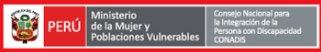 PERÚ
Ministerio
de la Mujer y
Poblaciones Vulnerables
Consejo Nacional para
la Integración de la
Persona con Discapacidad
CONADIS